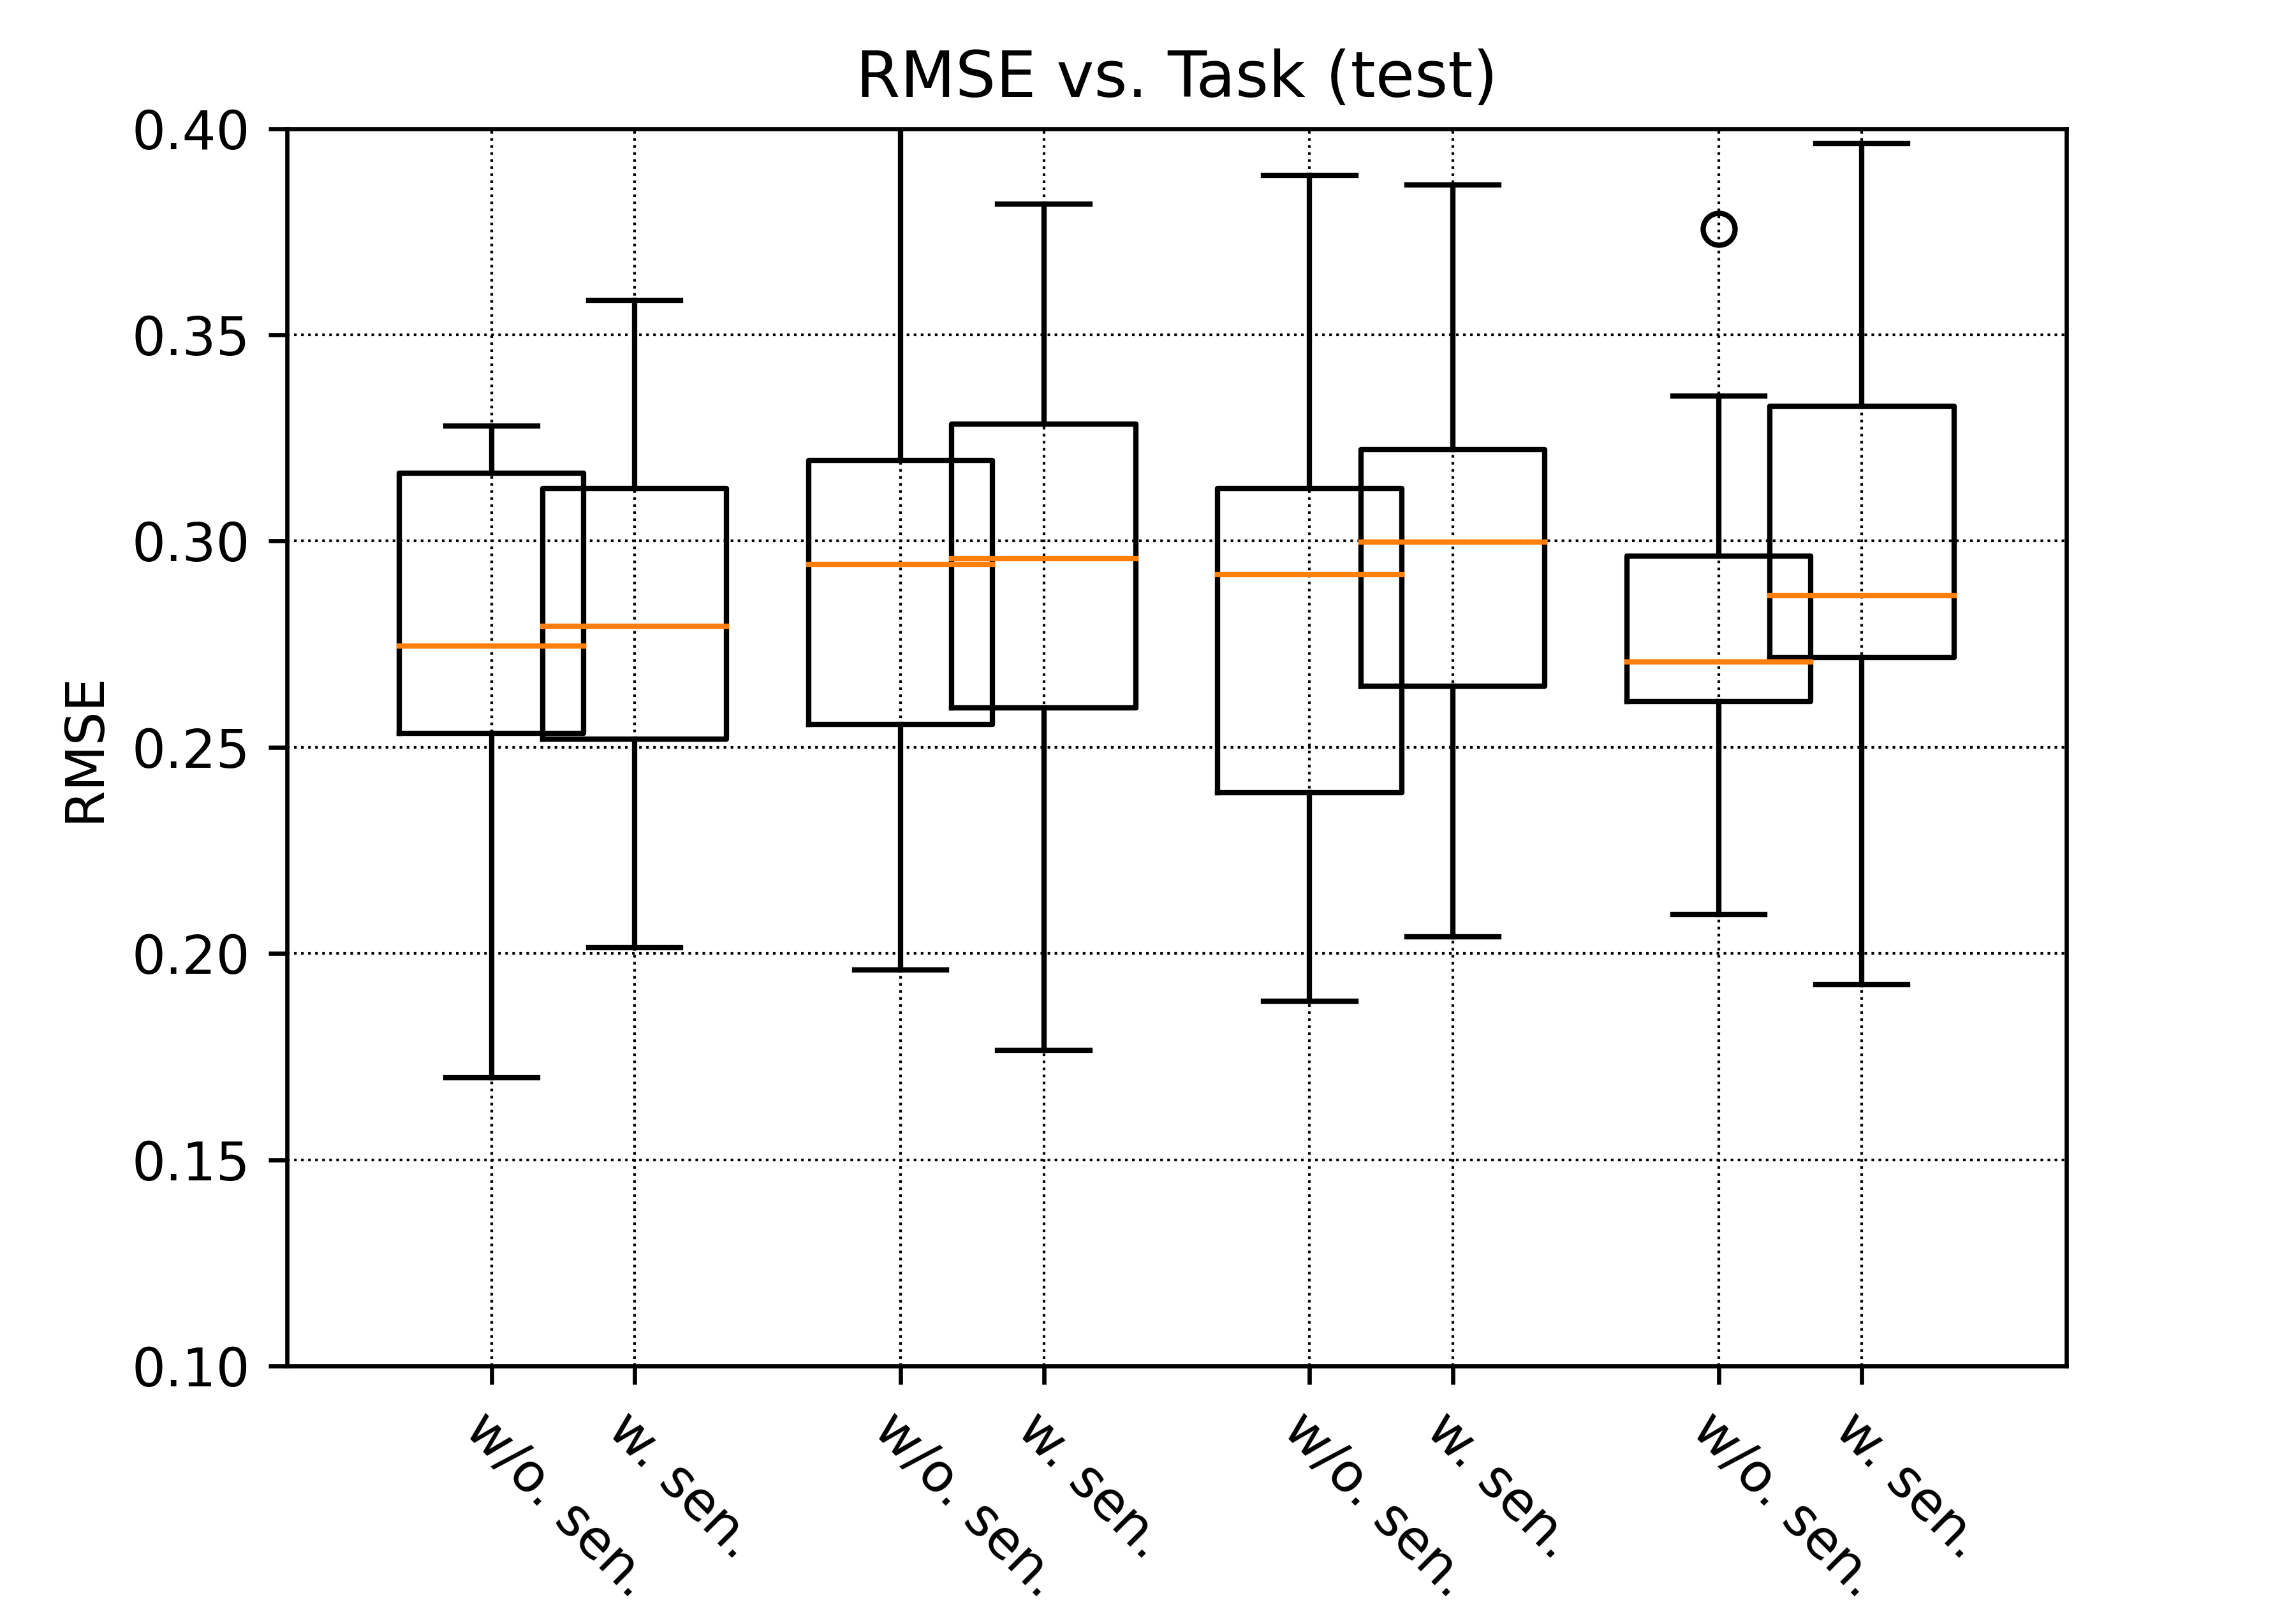 RMSE vs. Task (test)
0.40
0.35
0.30
0.25
0.20
0.15
0.10
RMSE
w/o. sen.
w. sen.
w/o. sen.
w. sen.
w/o. sen.
w. sen.
w/o. sen.
w. sen.